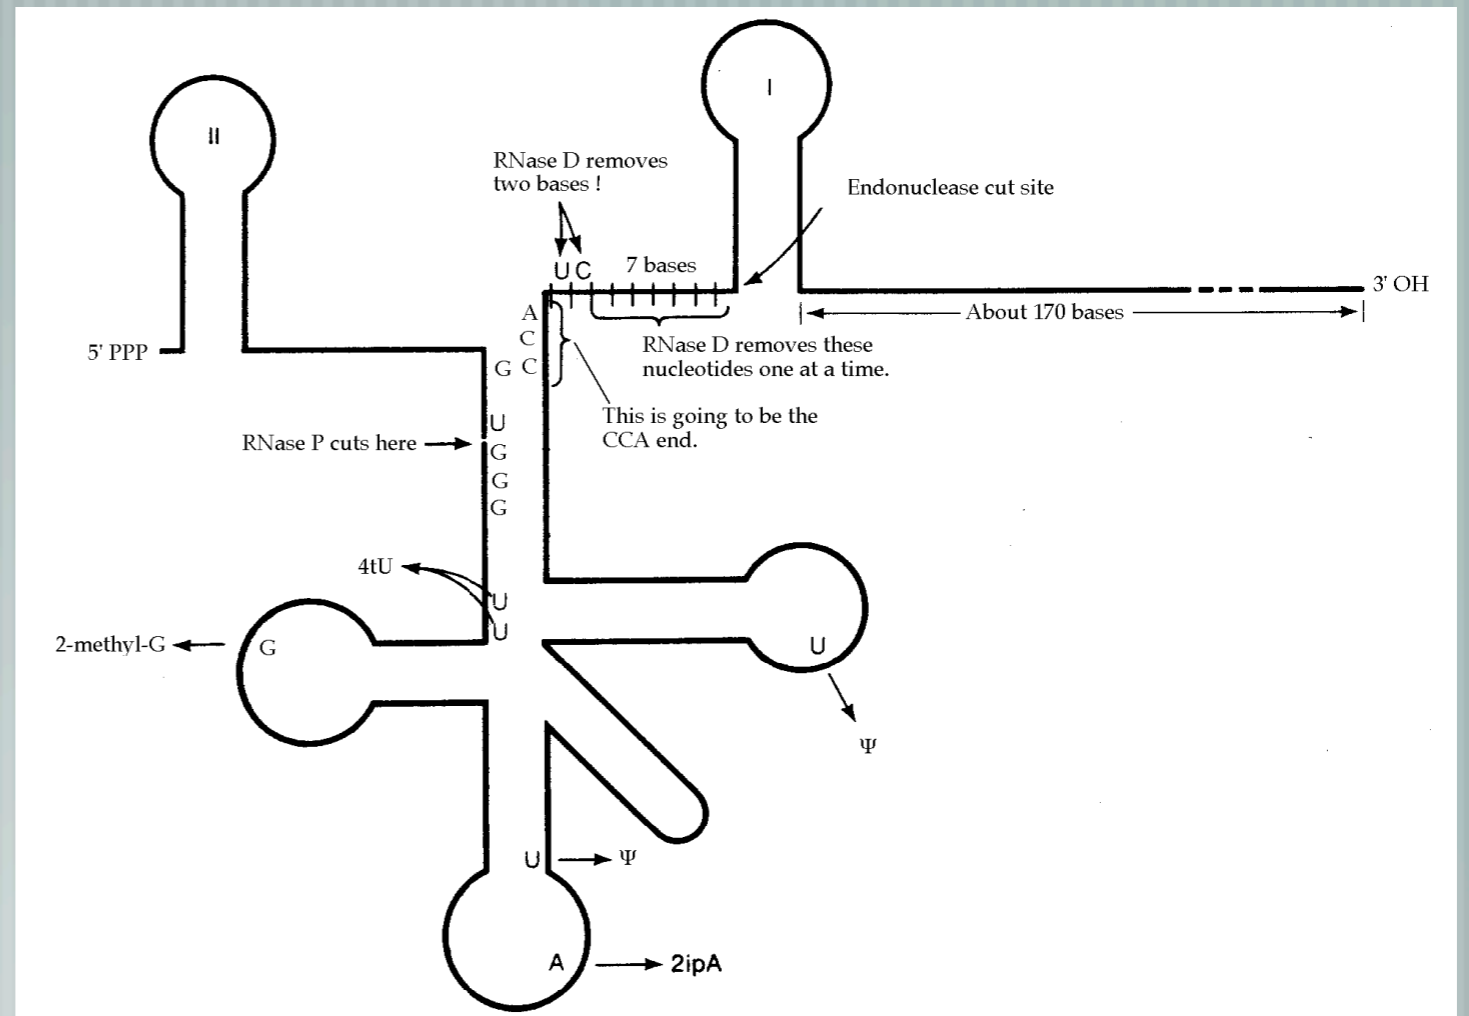 I
II
RNase D removes
two bases !
Endonuclease cut site
U C
7 bases
3' OH
About 170 bases
A
C
G C
5' PPP
RNase D removes these
nucleotides one at a time.
This is going to be the
CCA end.
U
RNase P cuts here
G
G
G
4tU
U
U
2-methyl-G
G
U
Ψ
U
Ψ
A
2ipA